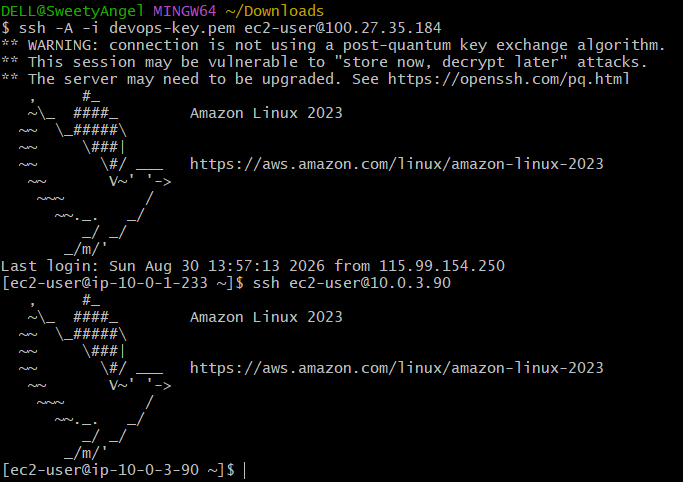 DELL@SweetyAngel MINGW64 ~/Downloads
$ ssh -A -i devops-key.pem ec2-user@100.27.35.184
** WARNING: connection is not using a post-quantum key exchange algorithm.
** This session may be vulnerable to "store now, decrypt later" attacks.
** The server may need to be upgraded. See https://openssh.com/pq.html
   ,     #_
   ~\_  ####_        Amazon Linux 2023
  ~~  \_#####\
  ~~     \###|
  ~~       \#/ ___   https://aws.amazon.com/linux/amazon-linux-2023
   ~~       V~' '->
    ~~~         /
      ~~._.   _/
         _/ _/
       _/m/'
Last login: Sun Aug 30 13:57:13 2026 from 115.99.154.250
[ec2-user@ip-10-0-1-233 ~]$ ssh ec2-user@10.0.3.90
   ,     #_
   ~\_  ####_        Amazon Linux 2023
  ~~  \_#####\
  ~~     \###|
  ~~       \#/ ___   https://aws.amazon.com/linux/amazon-linux-2023
   ~~       V~' '->
    ~~~         /
      ~~._.   _/
         _/ _/
       _/m/'
[ec2-user@ip-10-0-3-90 ~]$